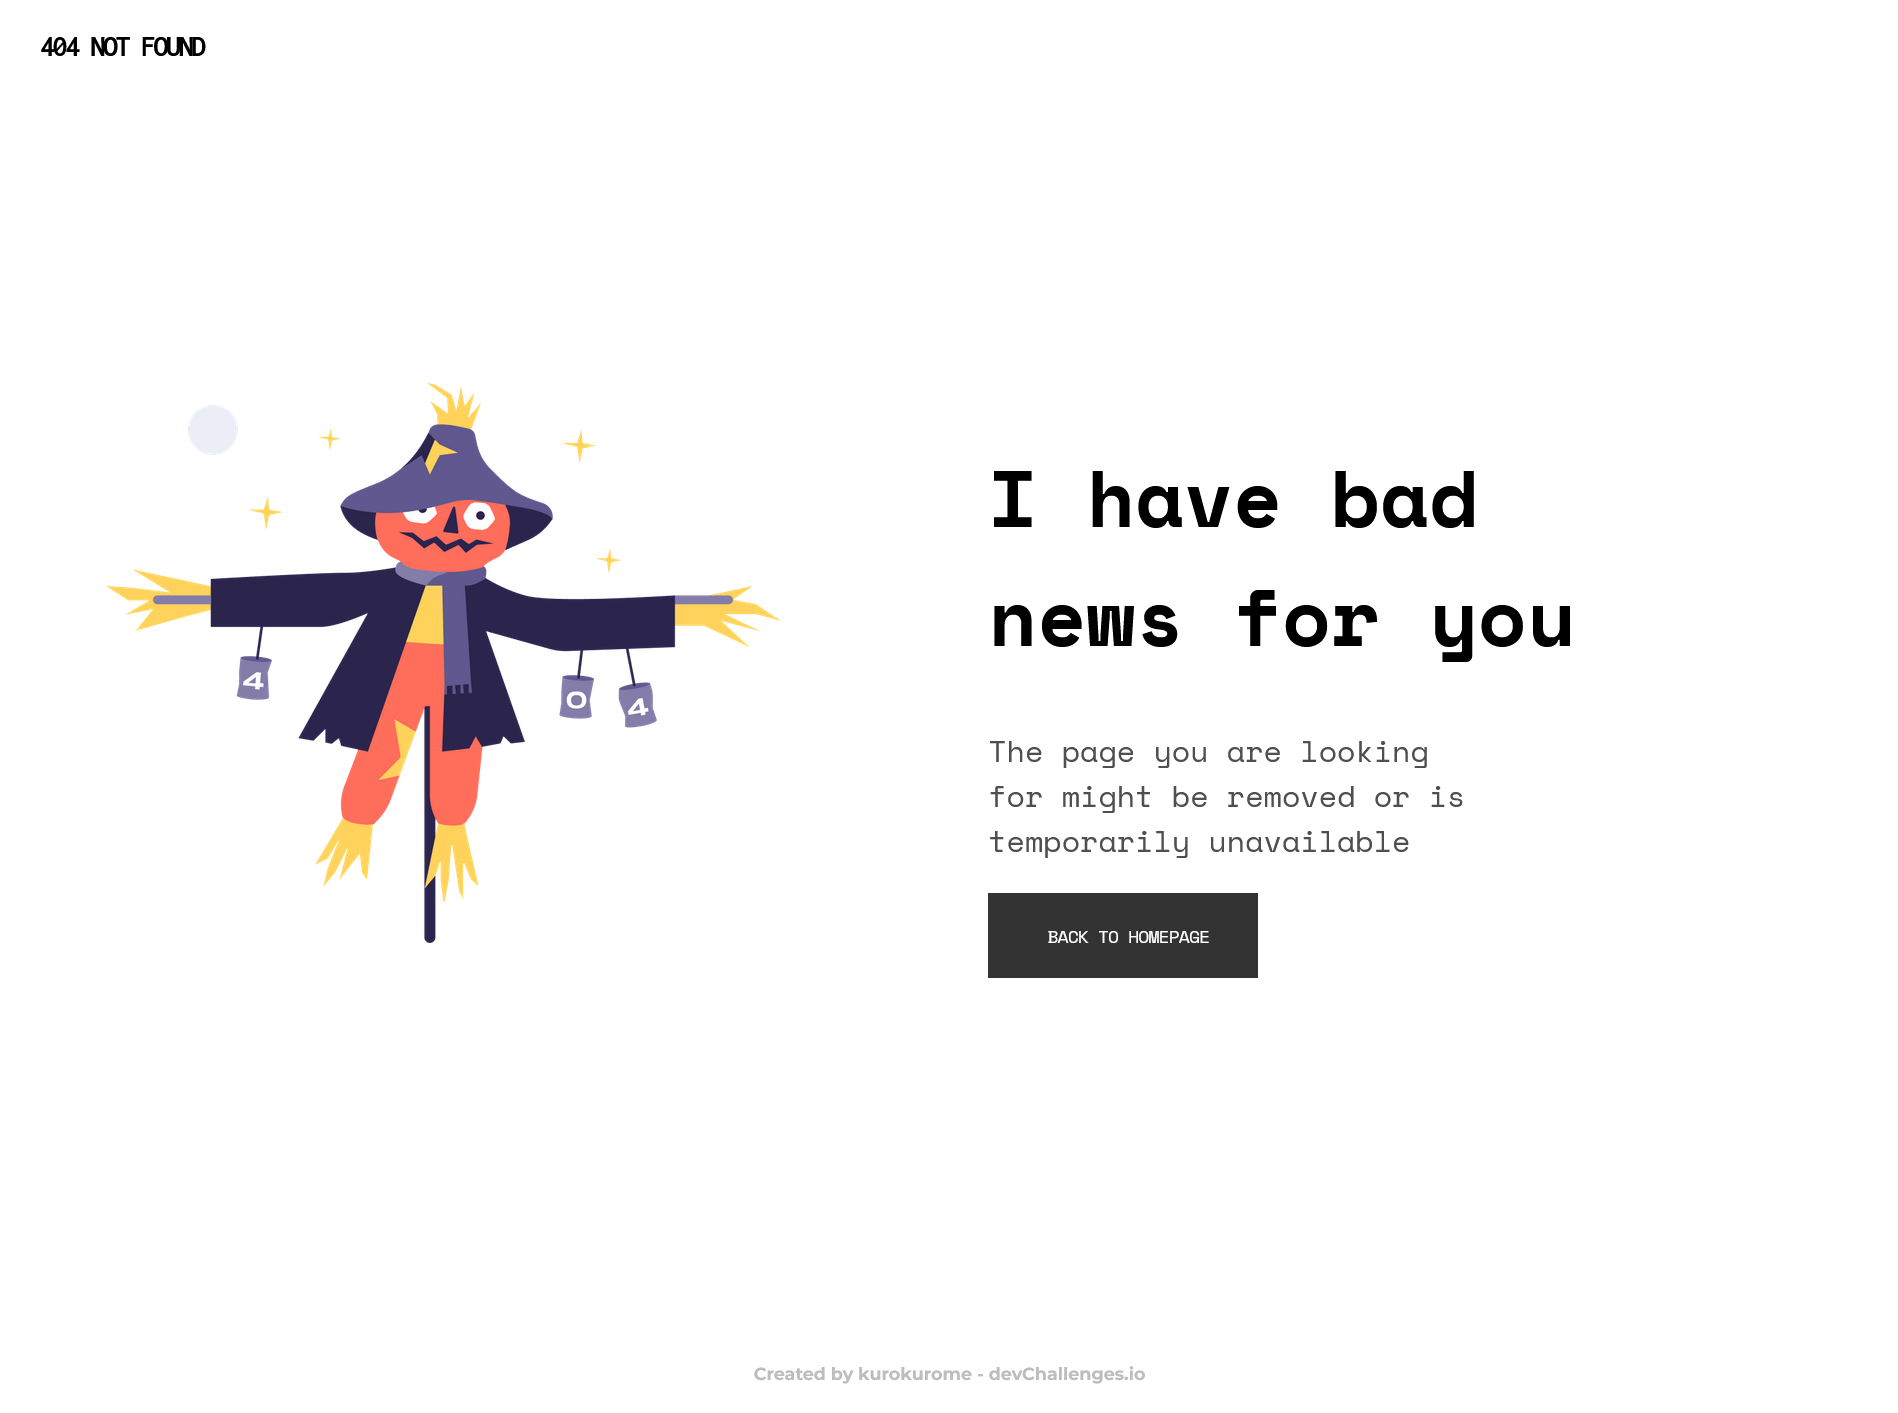 404 NOT FOUND
I have bad
news for you
4
0
4
The page you are looking
for might be removed or is
temporarily unavailable
BACK TO HOMEPAGE
Created by kurokurome - devChallenges.io